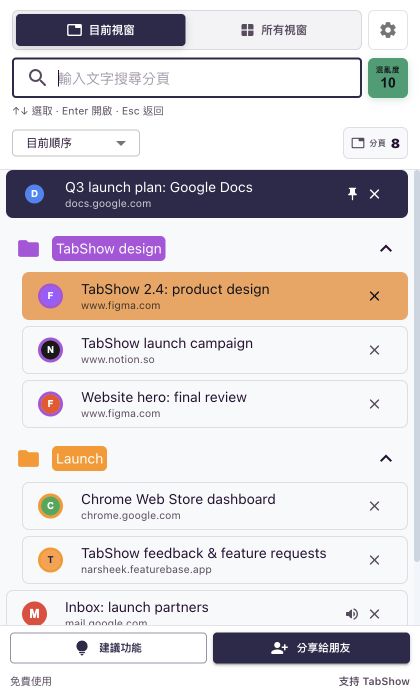 目前視窗
所有視窗
輸入文字搜尋分頁
混亂度
10
↑↓ 選取 · Enter 開啟 · Esc 返回
目前順序
分頁 8
D
Q3 launch plan: Google Docs
docs.google.com
TabShow design
F
TabShow 2.4: product design
www.figma.com
N
TabShow launch campaign
www.notion.so
F
Website hero: final review
www.figma.com
Launch
C
Chrome Web Store dashboard
chrome.google.com
T
TabShow feedback & feature requests
narsheek.featurebase.app
M
Inbox: launch partners
mail.google.com
建議功能
分享給朋友
免費使用
支持 TabShow